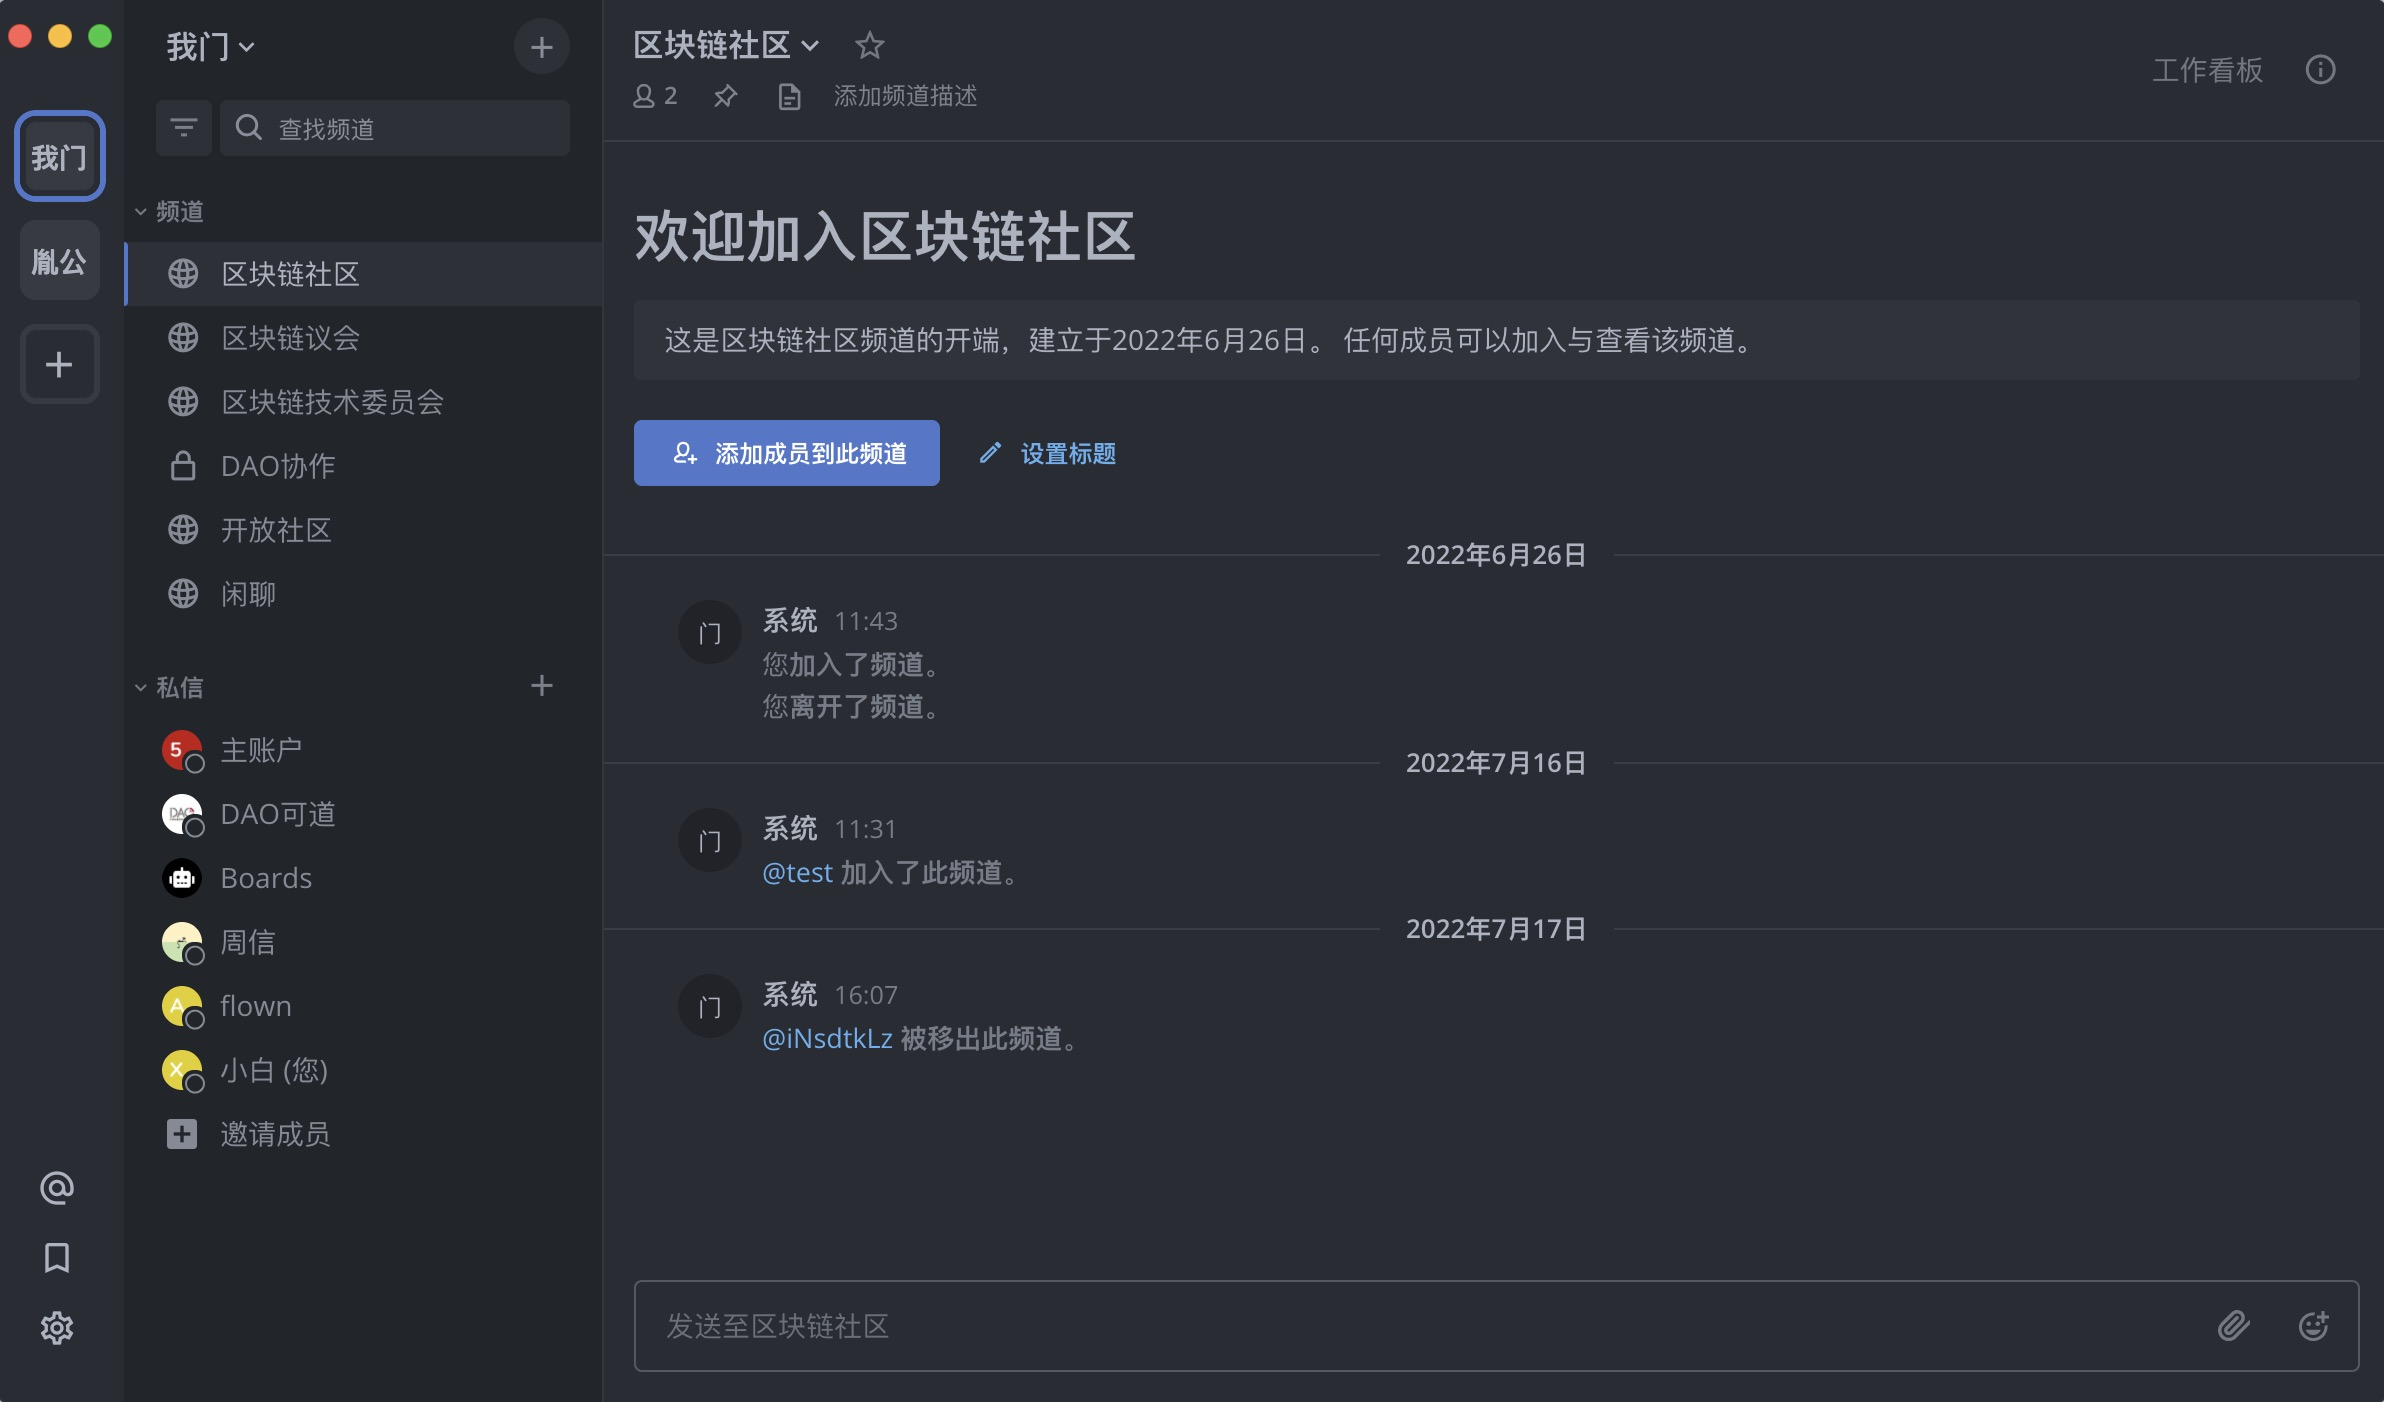 我门
胤公
我门
查找频道
频道
区块链社区
区块链议会
区块链技术委员会
DAO协作
开放社区
闲聊
私信
5 主账户
DAO DAO可道
Boards
周信
A flown
X 小白 (您)
邀请成员
区块链社区
2 添加频道描述
工作看板
欢迎加入区块链社区
这是区块链社区频道的开端，建立于2022年6月26日。 任何成员可以加入与查看该频道。
添加成员到此频道 设置标题
2022年6月26日
门 系统 11:43
您加入了频道。
您离开了频道。
2022年7月16日
门 系统 11:31
@test 加入了此频道。
2022年7月17日
门 系统 16:07
@iNsdtkLz 被移出此频道。
发送至区块链社区